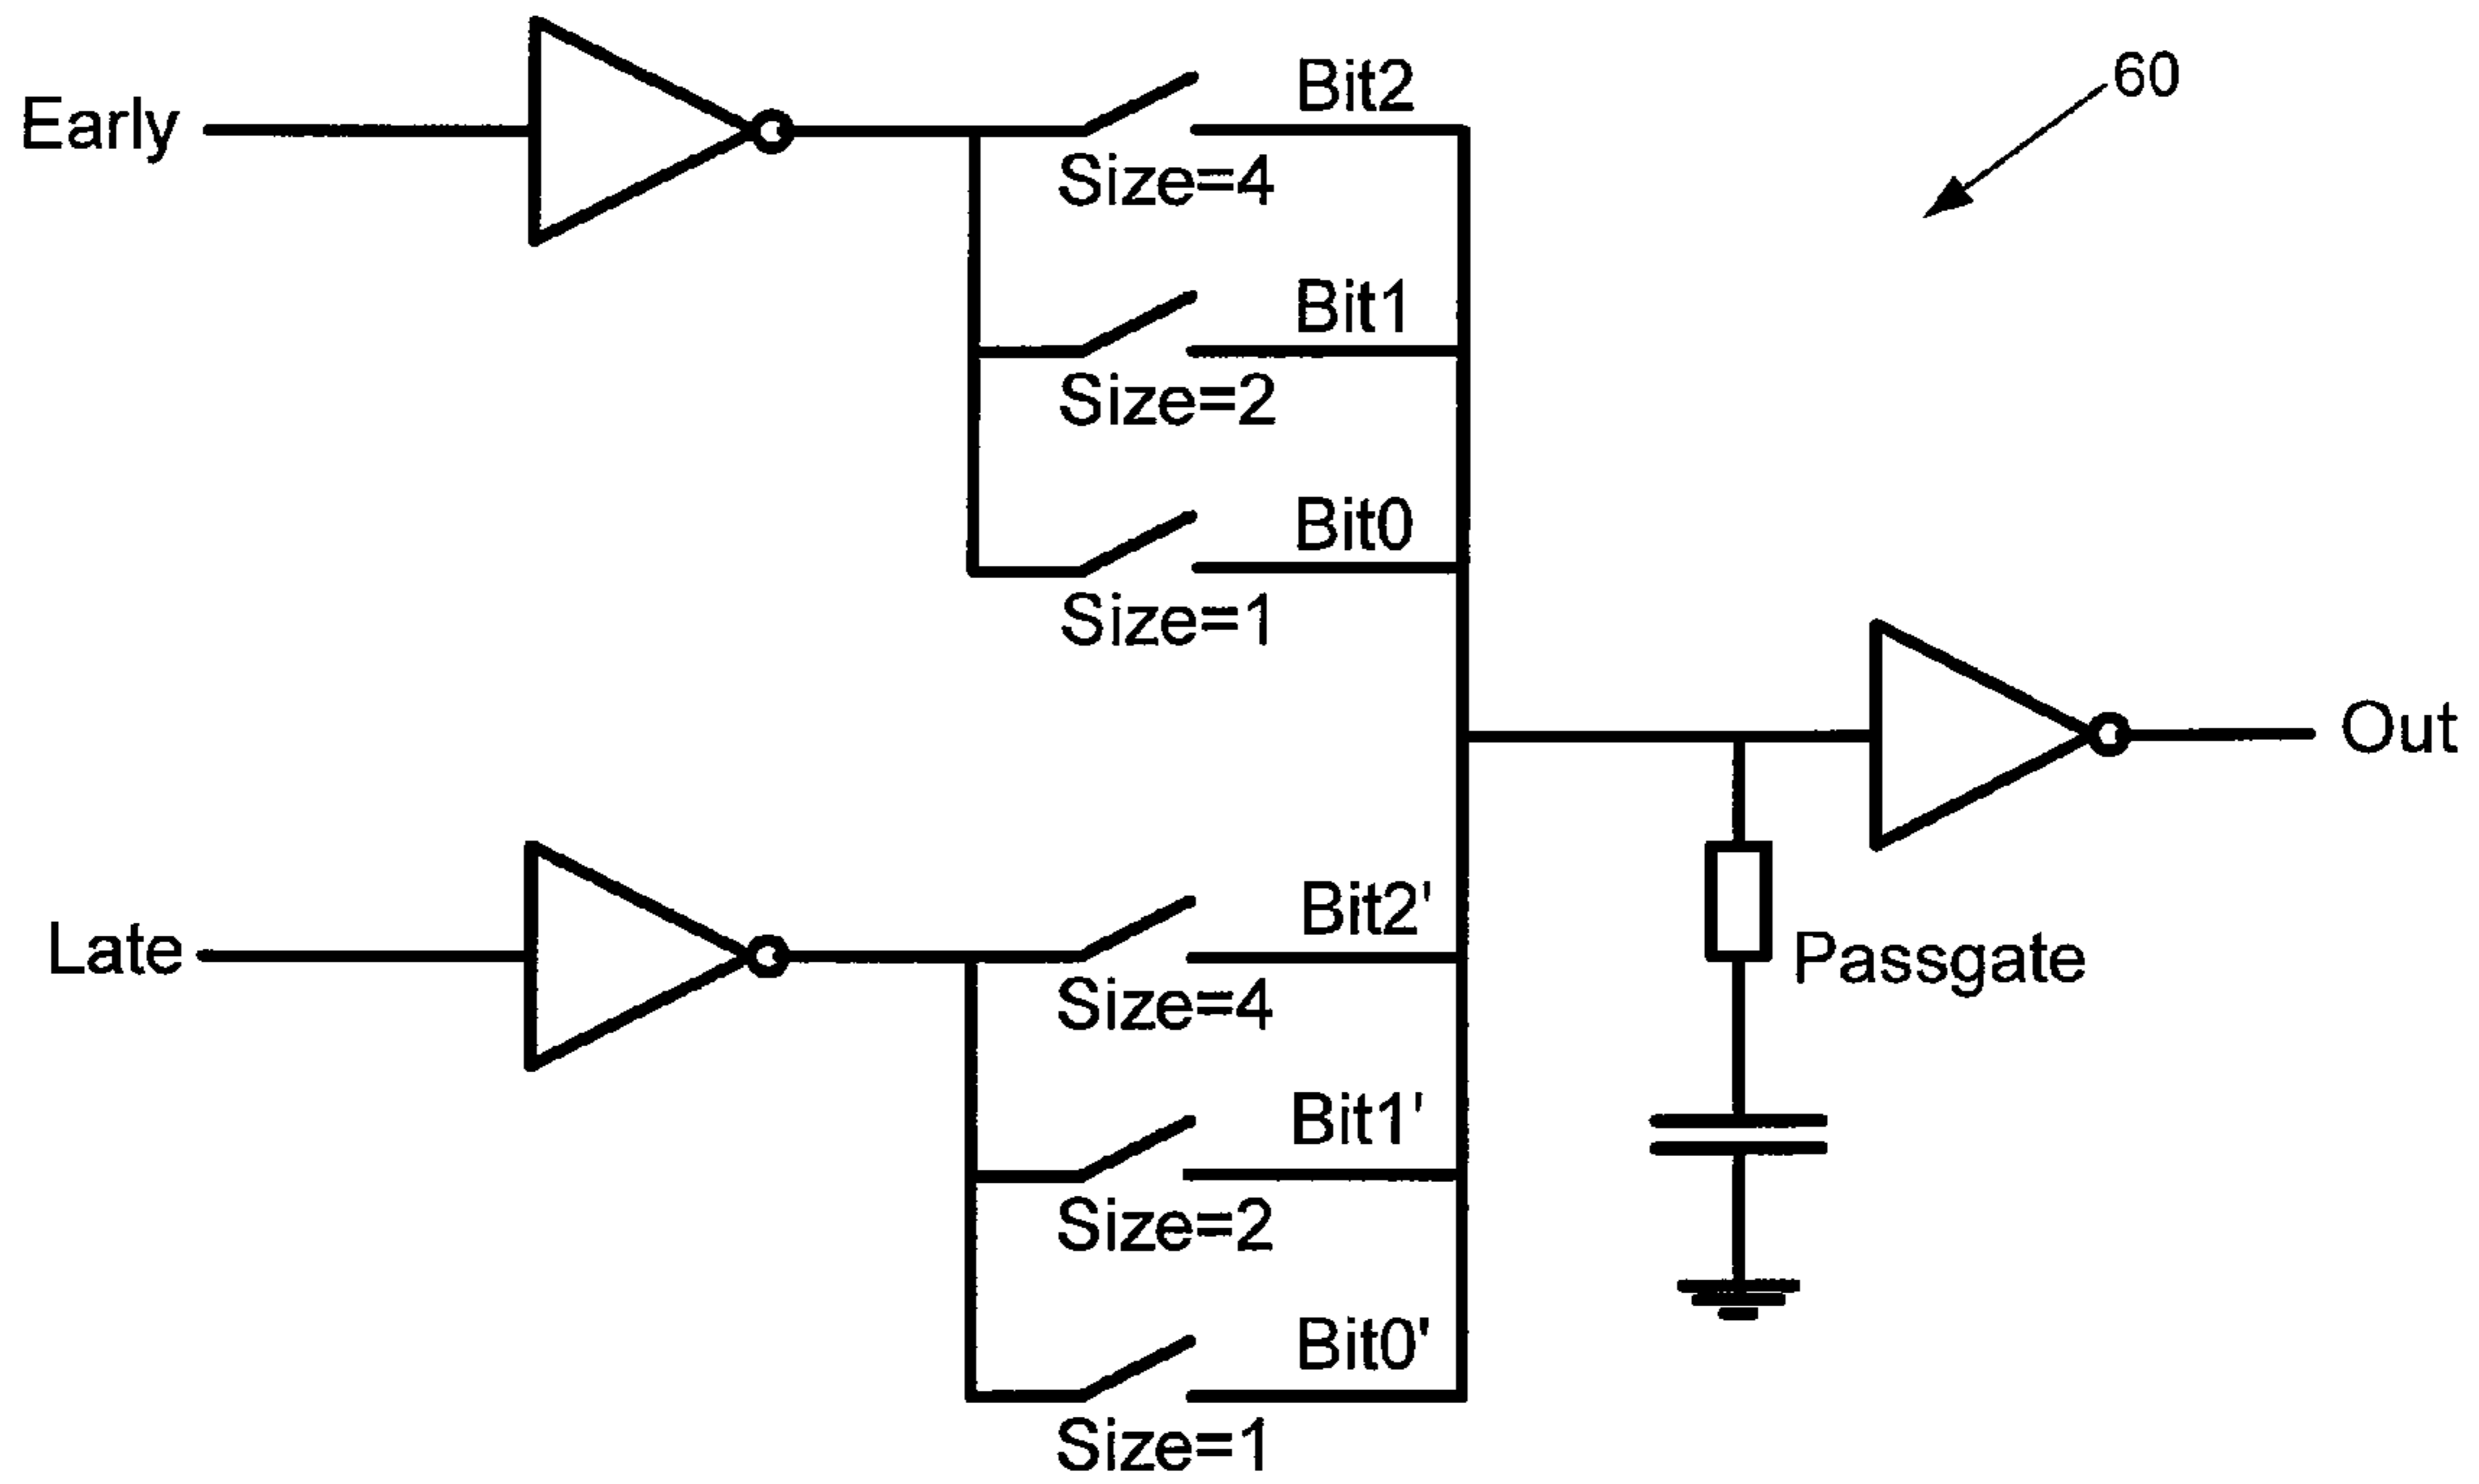 Early
Bit2
60
Size=4
Bit1
Size=2
Bit0
Size=1
Out
Late
Bit2'
Size=4
Passgate
Bit1'
Size=2
Bit0'
Size=1